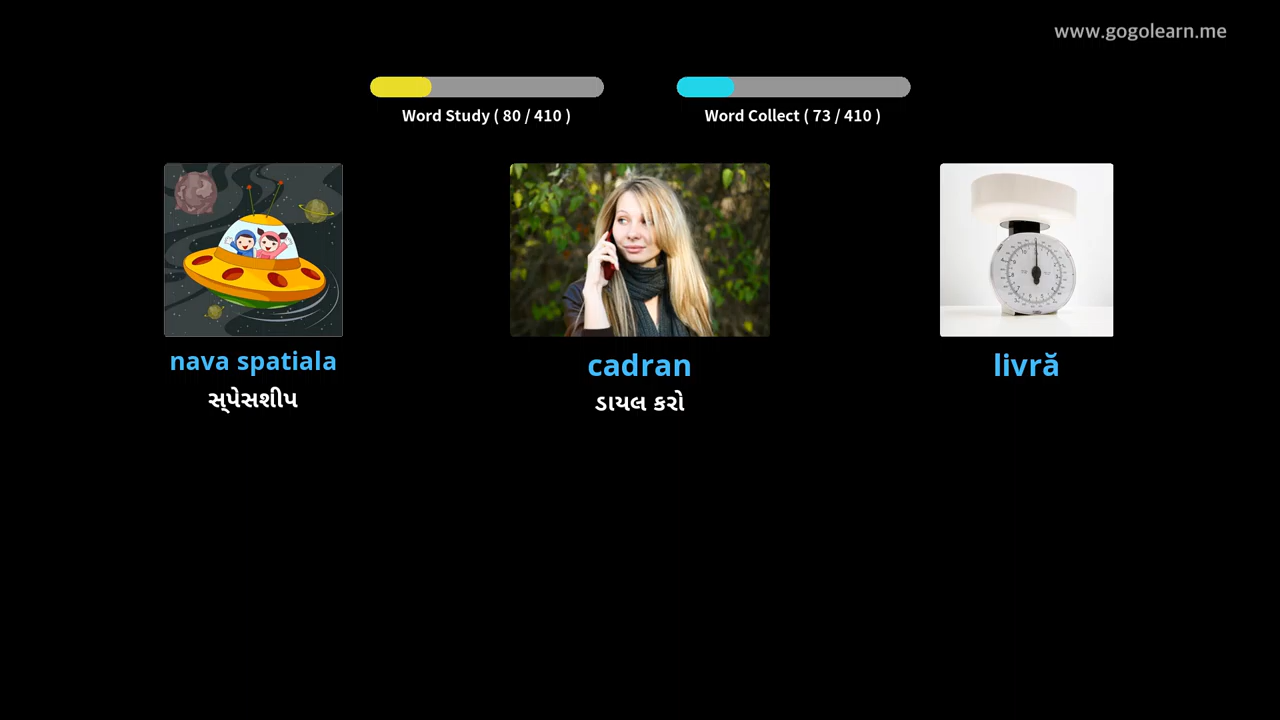 www.gogolearn.me
Word Study ( 80 / 410 )
Word Collect ( 73 / 410 )
nava spatiala
સ્પેસશીપ
cadran
ડાયલ કરો
livră